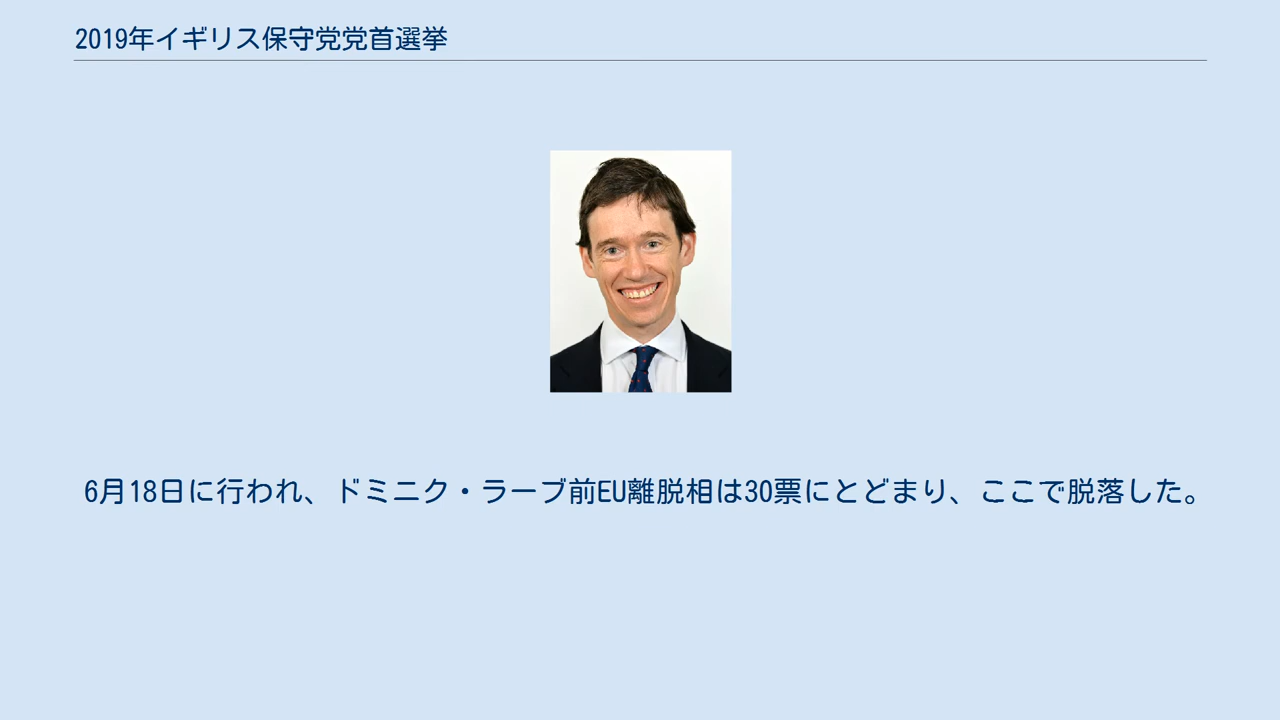 2019年イギリス保守党党首選挙
6月18日に行われ、ドミニク・ラーブ前EU離脱相は30票にとどまり、ここで脱落した。